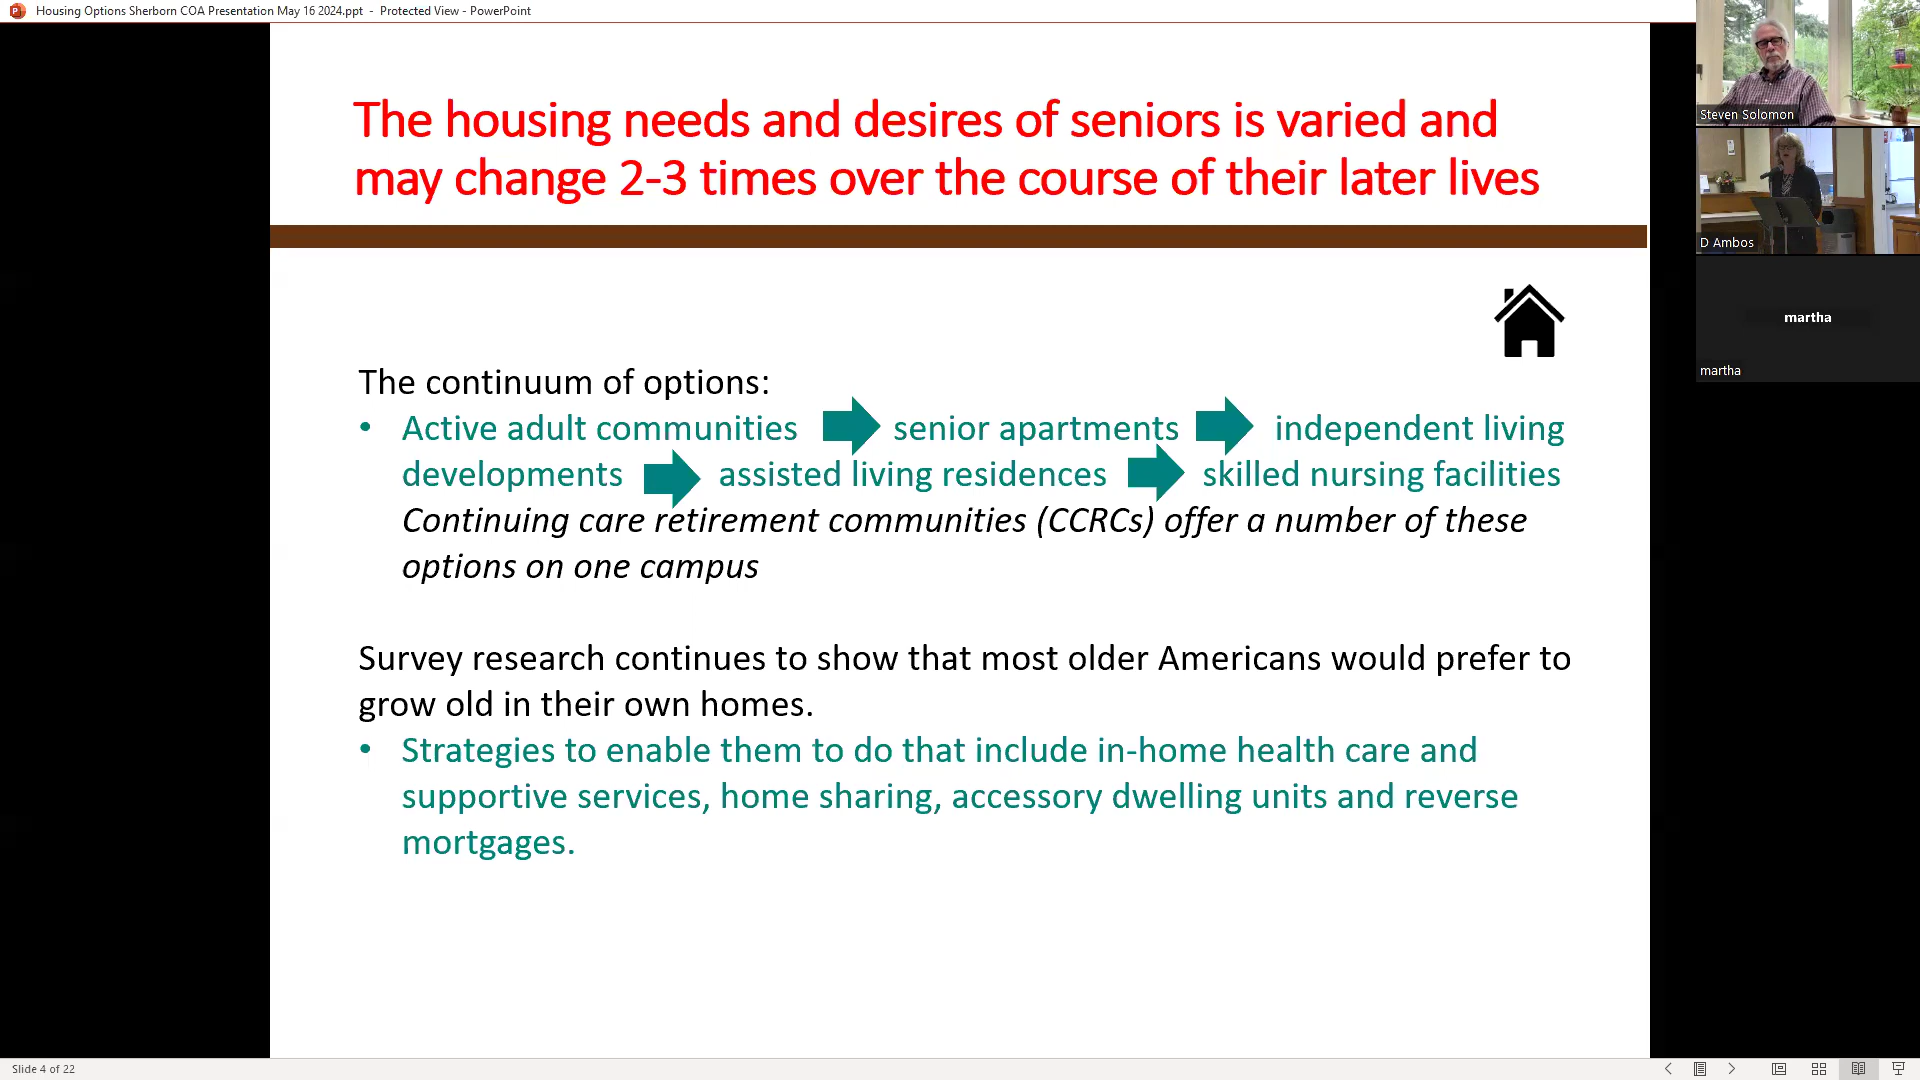 Housing Options Sherborn COA Presentation May 16 2024.ppt - Protected View - PowerPoint
The housing needs and desires of seniors is varied and
may change 2-3 times over the course of their later lives
The continuum of options:
• Active adult communities senior apartments independent living
developments assisted living residences skilled nursing facilities
Continuing care retirement communities (CCRCs) offer a number of these
options on one campus
Survey research continues to show that most older Americans would prefer to
grow old in their own homes.
• Strategies to enable them to do that include in-home health care and
supportive services, home sharing, accessory dwelling units and reverse
mortgages.
Steven Solomon
D Ambos
martha
martha
Slide 4 of 22